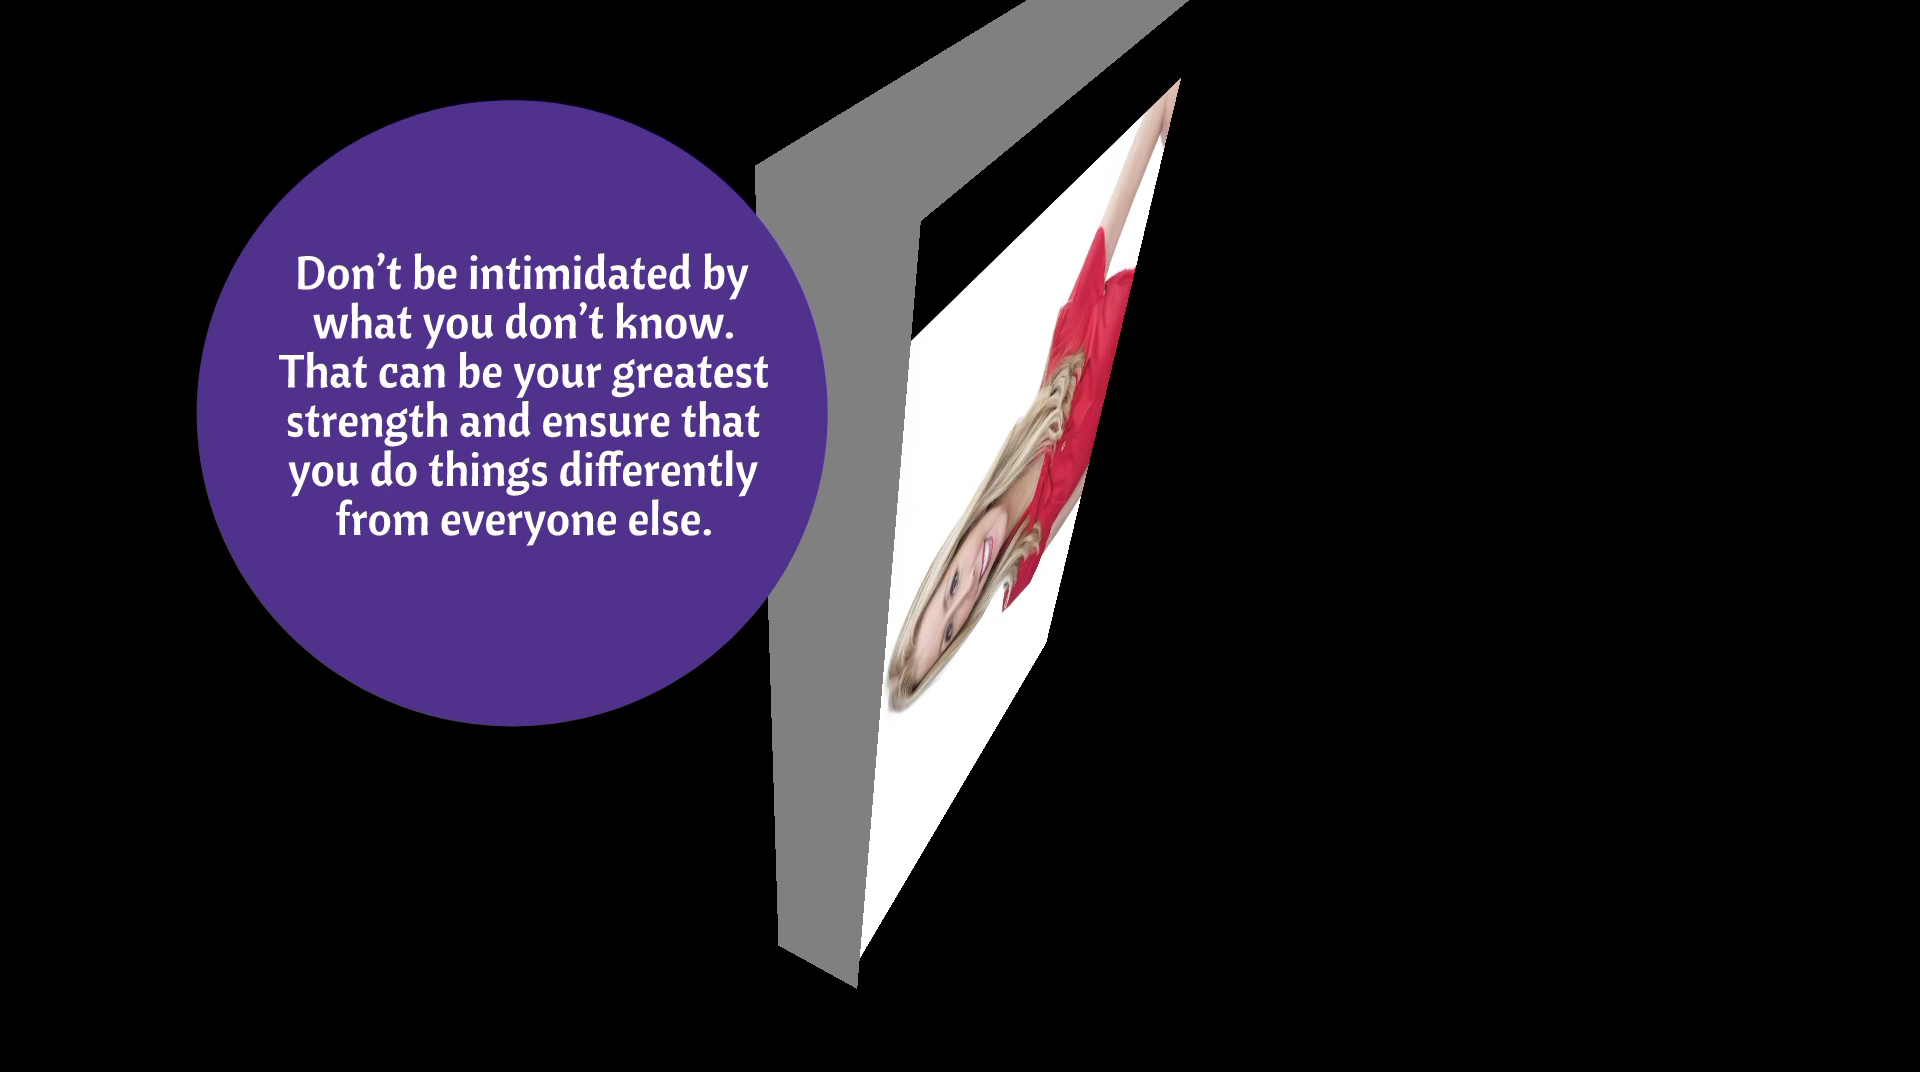 Don’t be intimidated by
what you don’t know.
That can be your greatest
strength and ensure that
you do things differently
from everyone else.